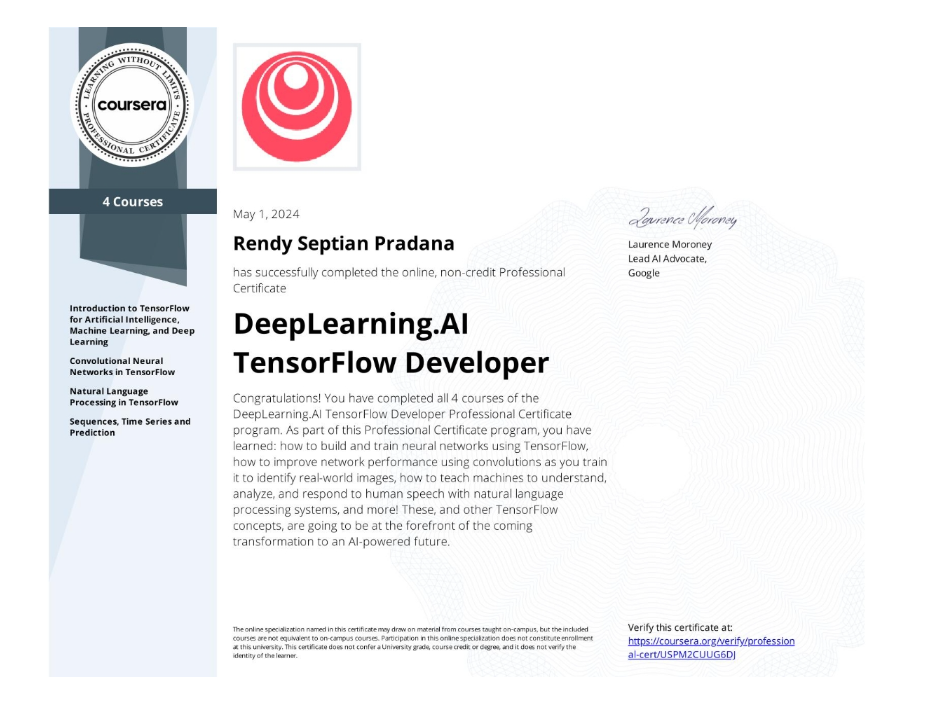 LEARNING WITHOUT LIMITS
coursera
PROFESSIONAL CERTIFICATE
4 Courses
Introduction to TensorFlow
for Artificial Intelligence,
Machine Learning, and Deep
Learning
Convolutional Neural
Networks in TensorFlow
Natural Language
Processing in TensorFlow
Sequences, Time Series and
Prediction
May 1, 2024
Rendy Septian Pradana
has successfully completed the online, non-credit Professional
Certificate
DeepLearning.AI
TensorFlow Developer
Congratulations! You have completed all 4 courses of the
DeepLearning.AI TensorFlow Developer Professional Certificate
program. As part of this Professional Certificate program, you have
learned: how to build and train neural networks using TensorFlow,
how to improve network performance using convolutions as you train
it to identify real-world images, how to teach machines to understand,
analyze, and respond to human speech with natural language
processing systems, and more! These, and other TensorFlow
concepts, are going to be at the forefront of the coming
transformation to an AI-powered future.
Laurence Moroney
Laurence Moroney
Lead AI Advocate,
Google
The online specialization named in this certificate may draw on material from courses taught on-campus, but the included
courses are not equivalent to on-campus courses. Participation in this online specialization does not constitute enrollment
at this university. This certificate does not confer a University grade, course credit or degree, and it does not verify the
identity of the learner.
Verify this certificate at:
https://coursera.org/verify/profession
al-cert/USPM2CUUG6DJ